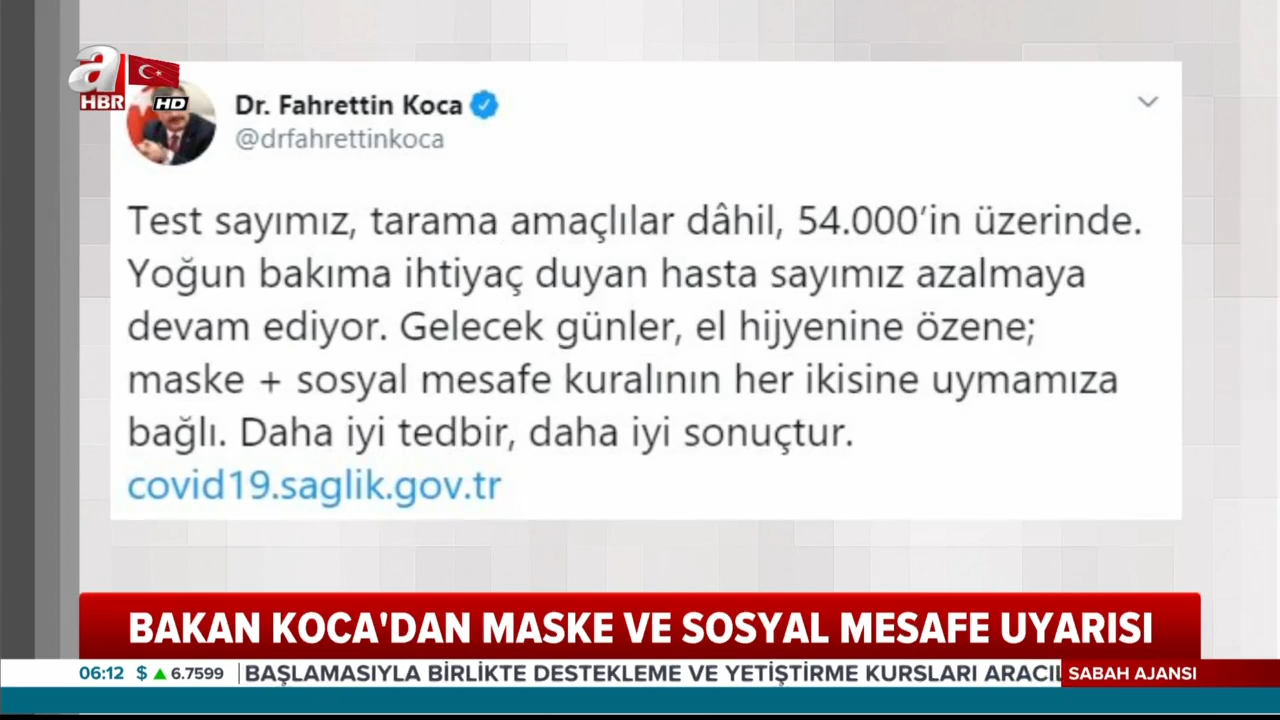 a
HBR
HD
Dr. Fahrettin Koca
@drfahrettinkoca
Test sayımız, tarama amaçlılar dâhil, 54.000’in üzerinde.
Yoğun bakıma ihtiyaç duyan hasta sayımız azalmaya
devam ediyor. Gelecek günler, el hijyenine özene;
maske + sosyal mesafe kuralının her ikisine uymamıza
bağlı. Daha iyi tedbir, daha iyi sonuçtur.
covid19.saglik.gov.tr
BAKAN KOCA'DAN MASKE VE SOSYAL MESAFE UYARISI
06:12 $ ▲ 6.7599 BAŞLAMASIYLA BİRLİKTE DESTEKLEME VE YETİŞTİRME KURSLARI ARACIL SABAH AJANSI